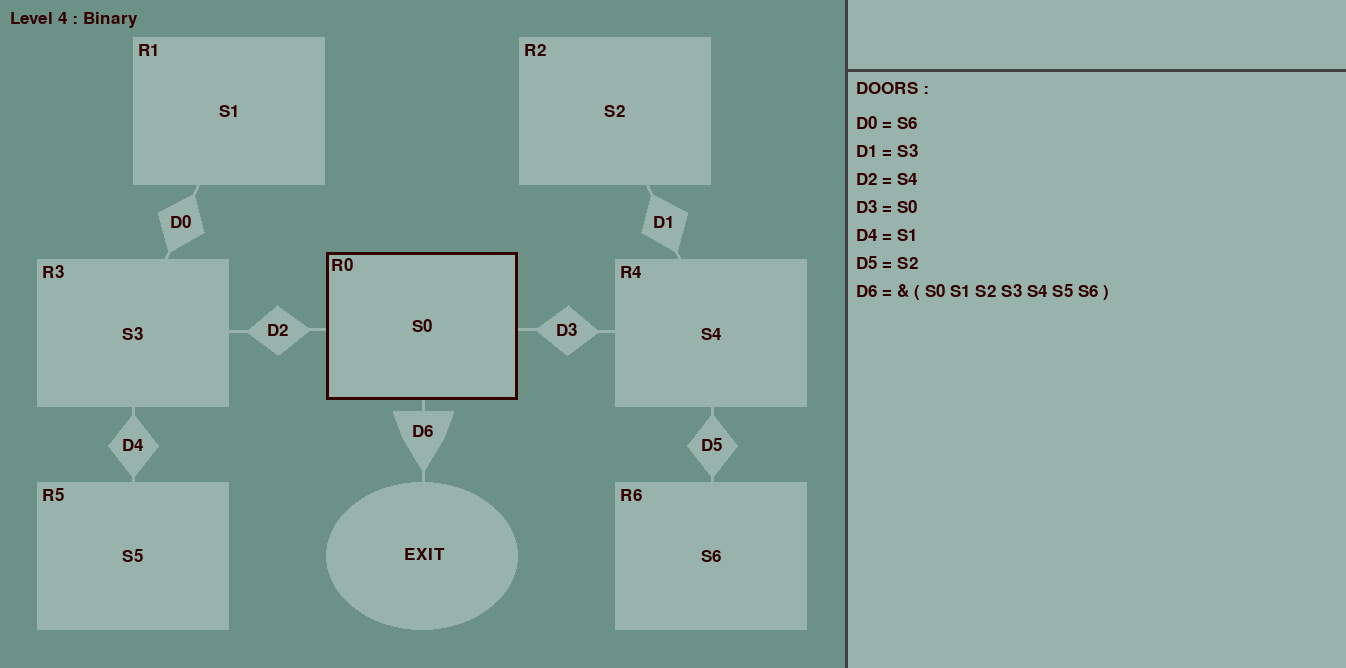 Level 4 : Binary
R1
S1
R2
S2
D0
D1
R3
S3
D2
R0
S0
D3
R4
S4
D4
D6
D5
R5
S5
EXIT
R6
S6
DOORS :
D0 = S6
D1 = S3
D2 = S4
D3 = S0
D4 = S1
D5 = S2
D6 = & ( S0 S1 S2 S3 S4 S5 S6 )